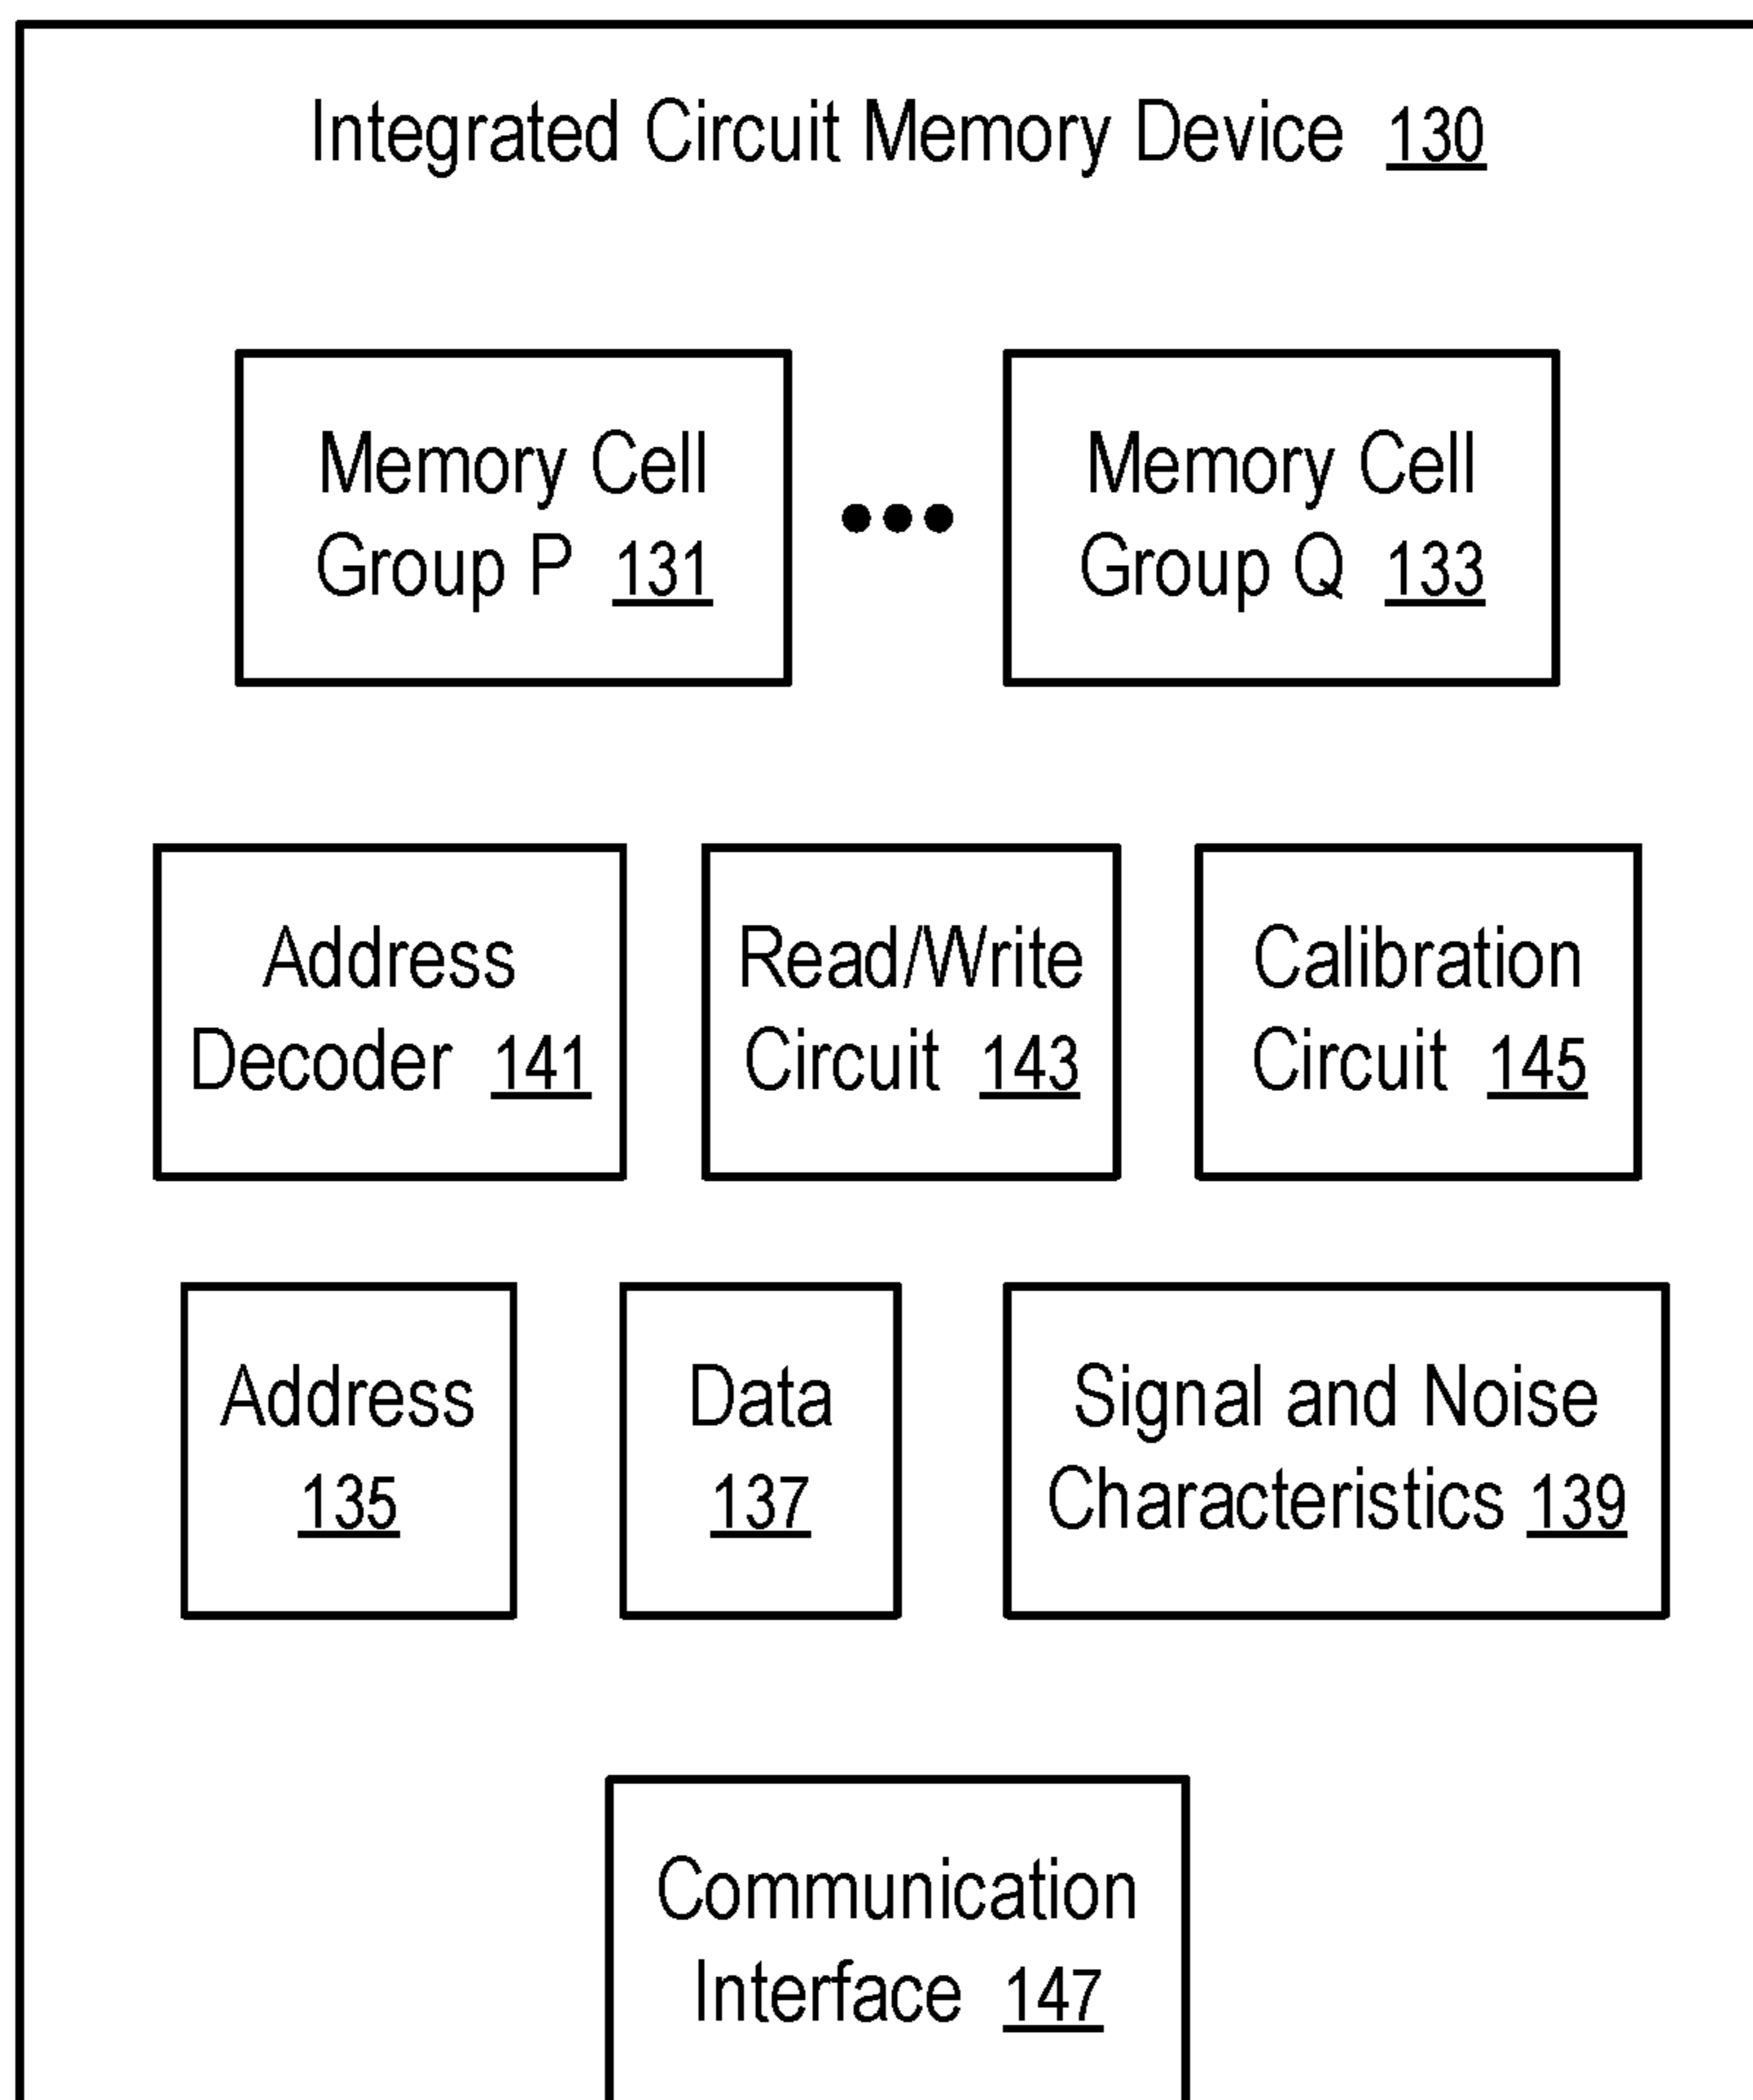 Integrated Circuit Memory Device 130
Memory Cell
Group P 131
Memory Cell
Group Q 133
Address
Decoder 141
Read/Write
Circuit 143
Calibration
Circuit 145
Address
135
Data
137
Signal and Noise
Characteristics 139
Communication
Interface 147